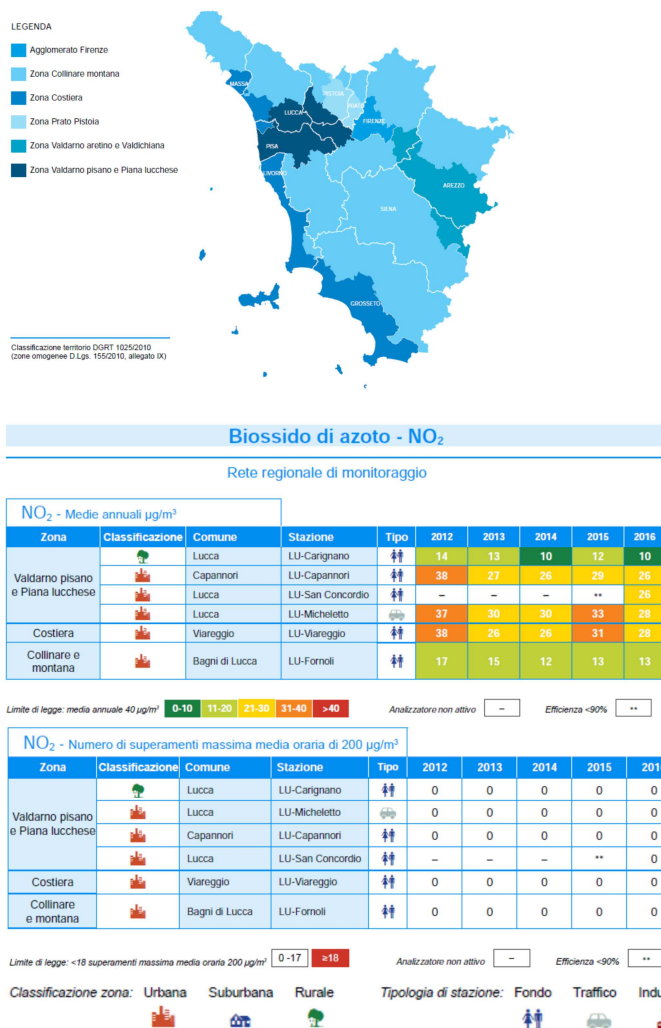 LEGENDA
Agglomerato Firenze
Zona Collinare montana
Zona Costiera
Zona Prato Pistoia
Zona Valdarno aretino e Valdichiana
Zona Valdarno pisano e Piana lucchese
MASSA
LUCCA
PISTOIA
PRATO
FIRENZE
PISA
LIVORNO
AREZZO
SIENA
GROSSETO
Classificazione territorio DGRT 1025/2010
(zone omogenee D.Lgs. 155/2010, allegato IX)
Biossido di azoto - NO₂
Rete regionale di monitoraggio
NO₂ - Medie annuali µg/m³
Zona Classificazione Comune Stazione Tipo 2012 2013 2014 2015 2016
Valdarno pisano e Piana lucchese
Lucca LU-Carignano 14 13 10 12 10
Capannori LU-Capannori 38 27 26 29 26
Lucca LU-San Concordio – – – ** 26
Lucca LU-Micheletto 37 30 30 33 28
Costiera Viareggio LU-Viareggio 38 26 26 31 28
Collinare e montana Bagni di Lucca LU-Fornoli 17 15 12 13 13
Limite di legge: media annuale 40 µg/m³ 0-10 11-20 21-30 31-40 >40 Analizzatore non attivo – Efficienza <90% **
NO₂ - Numero di superamenti massima media oraria di 200 µg/m³
Zona Classificazione Comune Stazione Tipo 2012 2013 2014 2015 201
Valdarno pisano e Piana lucchese
Lucca LU-Carignano 0 0 0 0 0
Lucca LU-Micheletto 0 0 0 0 0
Capannori LU-Capannori 0 0 0 0 0
Lucca LU-San Concordio – – – ** 0
Costiera Viareggio LU-Viareggio 0 0 0 0 0
Collinare e montana Bagni di Lucca LU-Fornoli 0 0 0 0 0
Limite di legge: <18 superamenti massima media oraria 200 µg/m³ 0 -17 ≥18 Analizzatore non attivo – Efficienza <90% **
Classificazione zona: Urbana Suburbana Rurale Tipologia di stazione: Fondo Traffico Indu